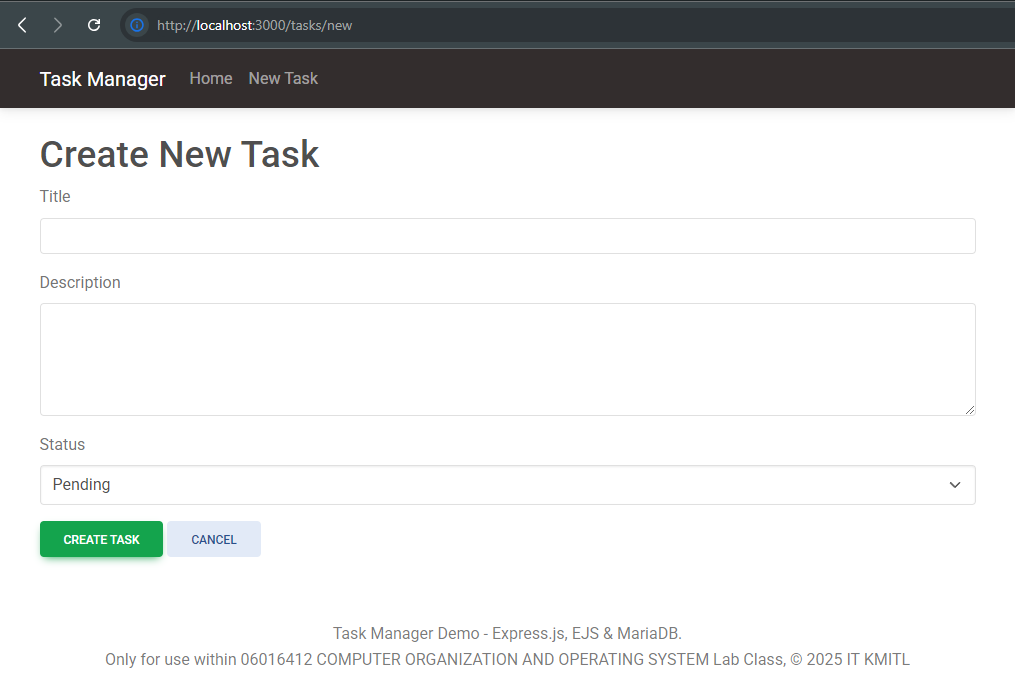 http://localhost:3000/tasks/new
Task Manager Home New Task
Create New Task
Title
Description
Status
Pending
CREATE TASK CANCEL
Task Manager Demo - Express.js, EJS & MariaDB.
Only for use within 06016412 COMPUTER ORGANIZATION AND OPERATING SYSTEM Lab Class, © 2025 IT KMITL